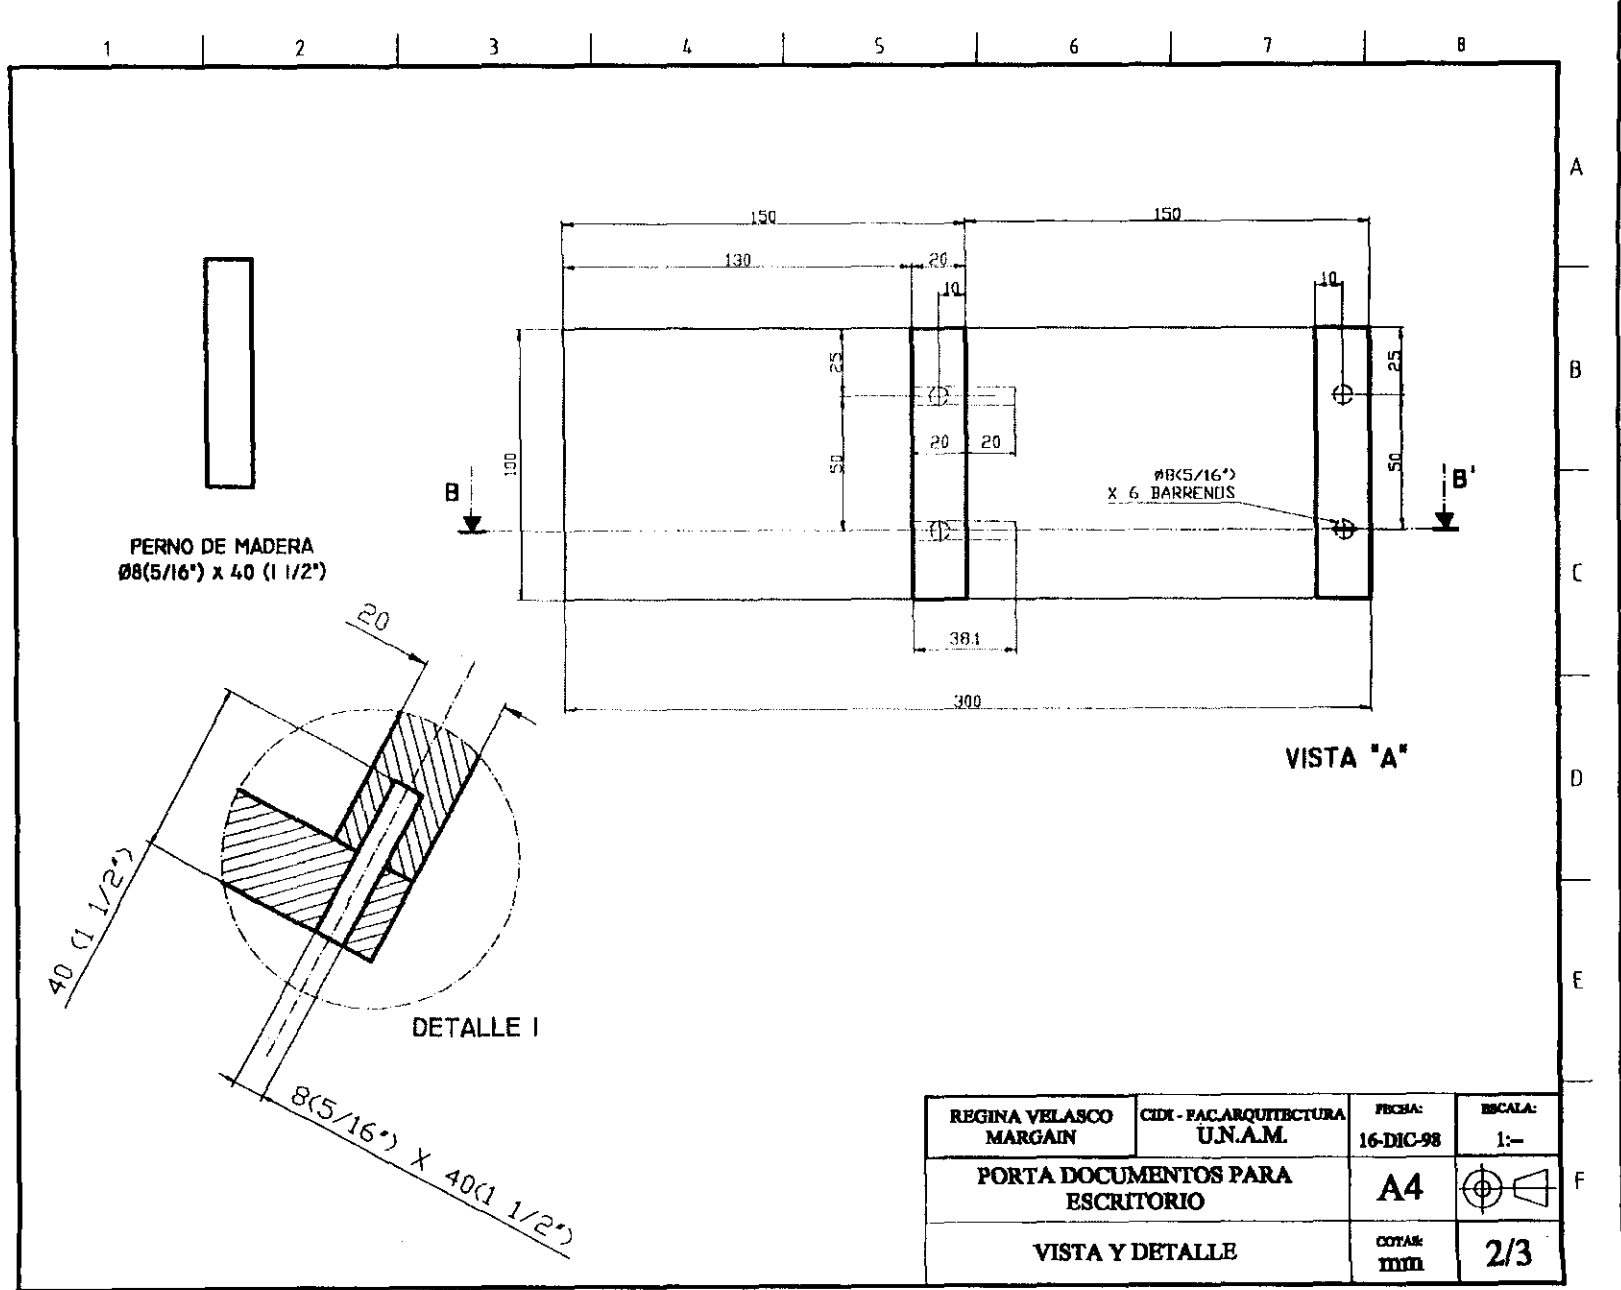 1 2 3 4 5 6 7 8
A
B
C
D
E
F
150 150
130 20
10 10
25 25
100
50 50
20 20
Ø8(5/16")
X 6 BARRENOS
B B'
38.1
300
VISTA "A"
PERNO DE MADERA
Ø8(5/16") X 40 (1 1/2")
20
40 (1 1/2")
8(5/16") X 40(1 1/2")
DETALLE I
REGINA VELASCO
MARGAIN
CIDI - FAC.ARQUITECTURA
U.N.A.M.
FECHA:
16-DIC-98
ESCALA:
1:--
PORTA DOCUMENTOS PARA
ESCRITORIO
A4
VISTA Y DETALLE
COTAS:
mm
2/3